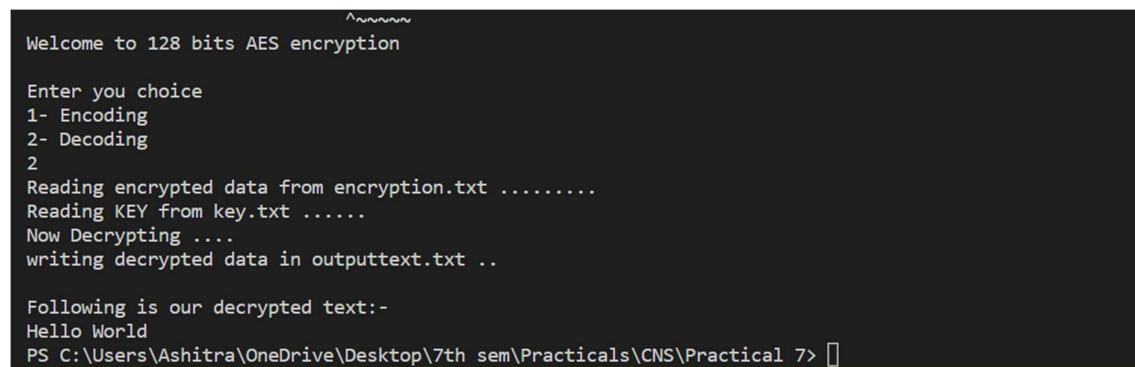 ^~~~~~
Welcome to 128 bits AES encryption
Enter you choice
1- Encoding
2- Decoding
2
Reading encrypted data from encryption.txt .........
Reading KEY from key.txt ......
Now Decrypting ....
writing decrypted data in outputtext.txt ..
Following is our decrypted text:-
Hello World
PS C:\Users\Ashitra\OneDrive\Desktop\7th sem\Practicals\CNS\Practical 7>